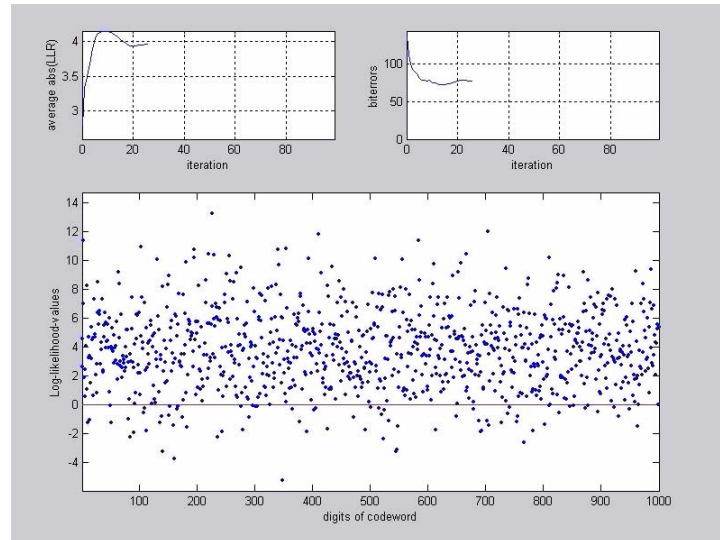 average abs(LLR)
4
3.5
3
0 20 40 60 80
iteration
biterrors
100
50
0
0 20 40 60 80
iteration
Log-likelihood-values
14
12
10
8
6
4
2
0
-2
-4
100 200 300 400 500 600 700 800 900 1000
digits of codeword